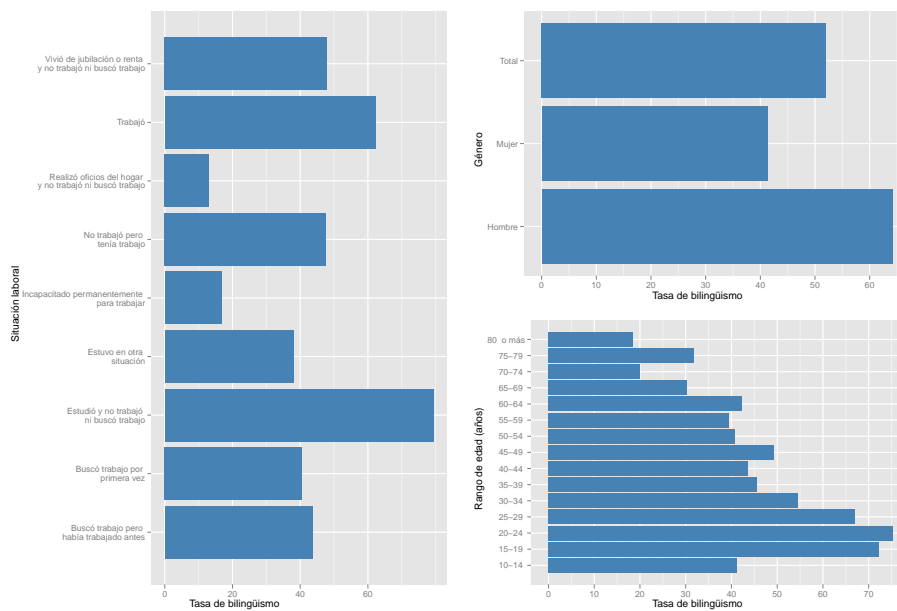 Situación laboral
Vivió de jubilación o renta
y no trabajó ni buscó trabajo
Trabajó
Realizó oficios del hogar
y no trabajó ni buscó trabajo
No trabajó pero
tenía trabajo
Incapacitado permanentemente
para trabajar
Estuvo en otra
situación
Estudió y no trabajó
ni buscó trabajo
Buscó trabajo por
primera vez
Buscó trabajo pero
había trabajado antes
0 20 40 60
Tasa de bilingüismo
Género
Total
Mujer
Hombre
0 10 20 30 40 50 60
Tasa de bilingüismo
Rango de edad (años)
80 o más
75–79
70–74
65–69
60–64
55–59
50–54
45–49
40–44
35–39
30–34
25–29
20–24
15–19
10–14
0 10 20 30 40 50 60 70
Tasa de bilingüismo